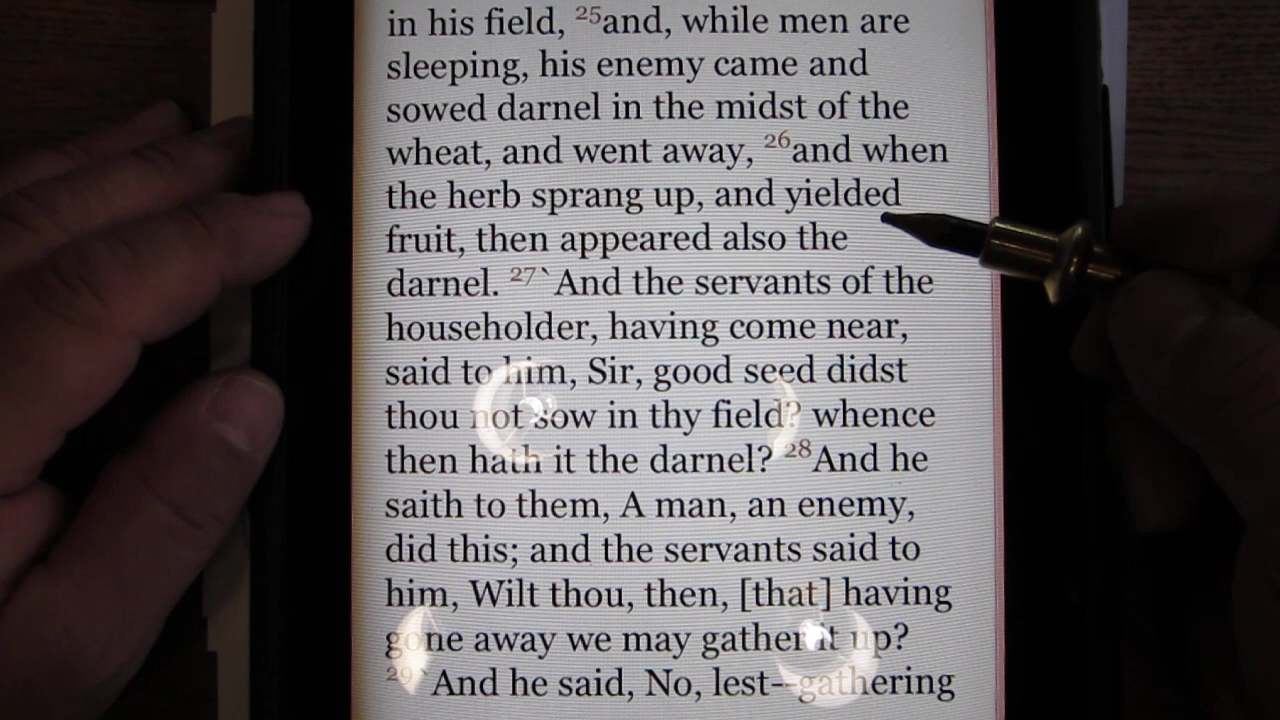 in his field, 25and, while men are
sleeping, his enemy came and
sowed darnel in the midst of the
wheat, and went away, 26and when
the herb sprang up, and yielded
fruit, then appeared also the
darnel. 27`And the servants of the
householder, having come near,
said to him, Sir, good seed didst
thou not sow in thy field? whence
then hath it the darnel? 28And he
saith to them, A man, an enemy,
did this; and the servants said to
him, Wilt thou, then, [that] having
gone away we may gather it up?
29`And he said, No, lest--gathering